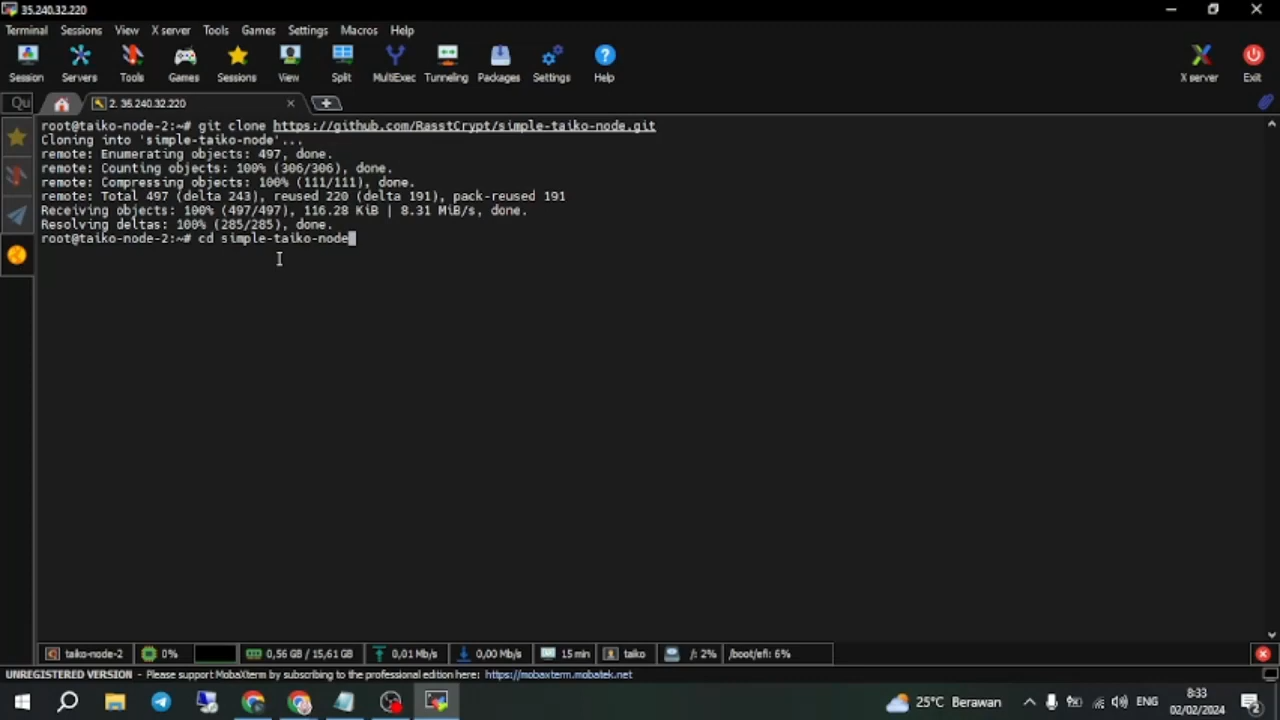 35.240.32.220
Terminal Sessions View X server Tools Games Settings Macros Help
Session Servers Tools Games Sessions View Split MultiExec Tunneling Packages Settings Help X server Exit
Qu 2. 35.240.32.220
root@taiko-node-2:~# git clone https://github.com/RasstCrypt/simple-taiko-node.git
Cloning into 'simple-taiko-node'...
remote: Enumerating objects: 497, done.
remote: Counting objects: 100% (306/306), done.
remote: Compressing objects: 100% (111/111), done.
remote: Total 497 (delta 243), reused 220 (delta 191), pack-reused 191
Receiving objects: 100% (497/497), 116.28 KiB | 8.31 MiB/s, done.
Resolving deltas: 100% (285/285), done.
root@taiko-node-2:~# cd simple-taiko-node
taiko-node-2 0% 0,56 GB / 15,61 GB 0,01 Mb/s 0,00 Mb/s 15 min taiko /: 2% /boot/efi: 6%
UNREGISTERED VERSION - Please support MobaXterm by subscribing to the professional edition here: https://mobaxterm.mobatek.net
25°C Berawan ENG 8:33
02/02/2024 2